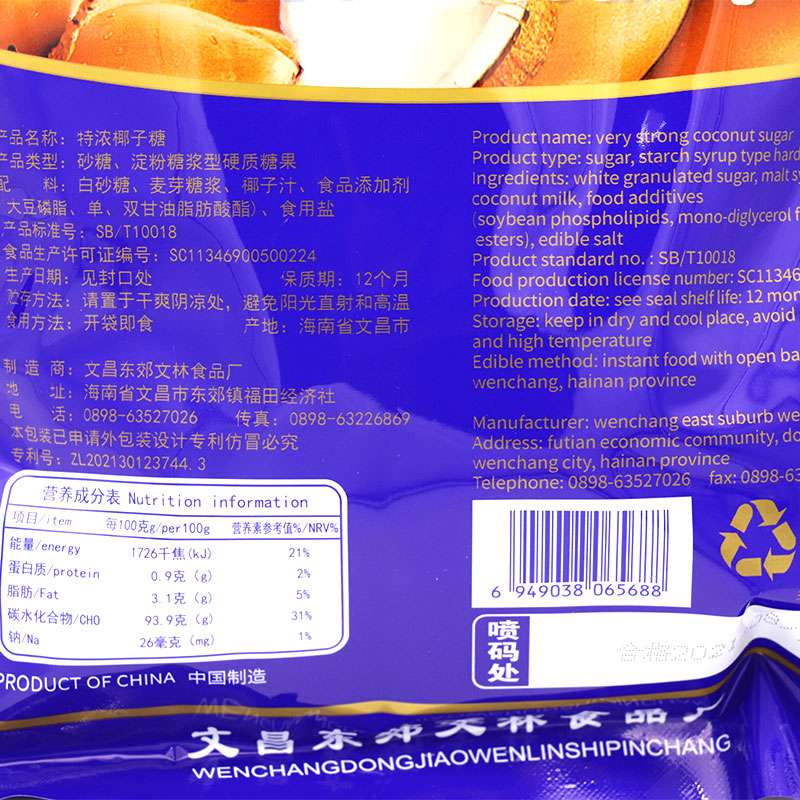 产品名称：特浓椰子糖
产品类型：砂糖、淀粉糖浆型硬质糖果
配 料：白砂糖、麦芽糖浆、椰子汁、食品添加剂
大豆磷脂、单、双甘油脂肪酸酯)、食用盐
产品标准号：SB/T10018
食品生产许可证编号：SC11346900500224
生产日期：见封口处 保质期：12个月
贮存方法：请置于干爽阴凉处，避免阳光直射和高温
食用方法：开袋即食 产地：海南省文昌市
制造商：文昌东郊文林食品厂
地 址：海南省文昌市东郊镇福田经济社
电 话：0898-63527026 传真：0898-63226869
本包装已申请外包装设计专利仿冒必究
专利号：ZL202130123744.3
营养成分表 Nutrition information
项目/item 每100克g/per100g 营养素参考值%/NRV%
能量/energy 1726千焦(kJ) 21%
蛋白质/protein 0.9克 (g) 2%
脂肪/Fat 3.1克 (g) 5%
碳水化合物/CHO 93.9克 (g) 31%
钠/Na 26毫克 (mg) 1%
PRODUCT OF CHINA 中国制造
Product name: very strong coconut sugar
Product type: sugar, starch syrup type hard
Ingredients: white granulated sugar, malt
coconut milk, food additives
(soybean phospholipids, mono-diglycerol
esters), edible salt
Product standard no. : SB/T10018
Food production license number: SC11346
Production date: see seal shelf life: 12
Storage: keep in dry and cool place, avoid
and high temperature
Edible method: instant food with open
wenchang, hainan province
Manufacturer: wenchang east suburb
Address: futian economic community,
wenchang city, hainan province
Telephone: 0898-63527026 fax: 0898-63
6 949038 065688
喷码处
合格202
文昌东郊文林食品厂
WENCHANGDONGJIAOWENLINSHIPINCHANG